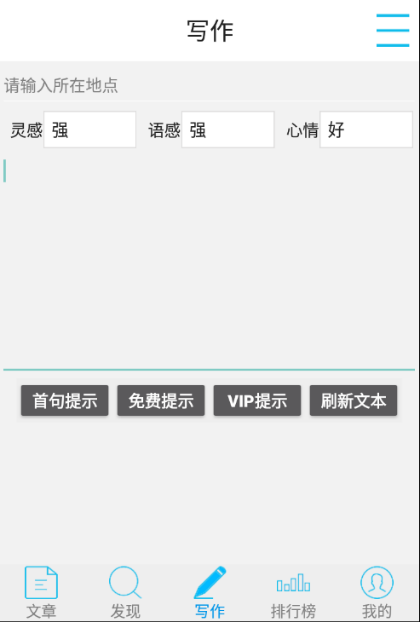 写作
请输入所在地点
灵感 强 语感 强 心情 好
首句提示 免费提示 VIP提示 刷新文本
文章 发现 写作 排行榜 我的